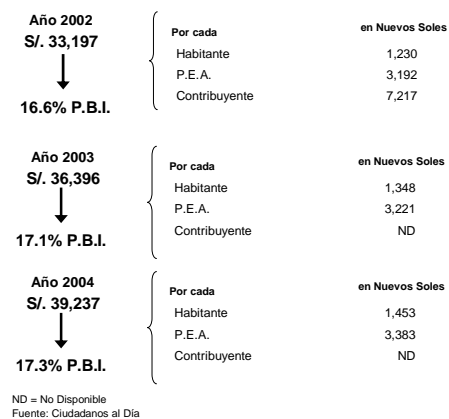 Año 2002
S/. 33,197
16.6% P.B.I.
Por cada en Nuevos Soles
Habitante 1,230
P.E.A. 3,192
Contribuyente 7,217
Año 2003
S/. 36,396
17.1% P.B.I.
Por cada en Nuevos Soles
Habitante 1,348
P.E.A. 3,221
Contribuyente ND
Año 2004
S/. 39,237
17.3% P.B.I.
Por cada en Nuevos Soles
Habitante 1,453
P.E.A. 3,383
Contribuyente ND
ND = No Disponible
Fuente: Ciudadanos al Día